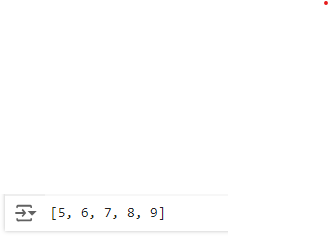 [5, 6, 7, 8, 9]